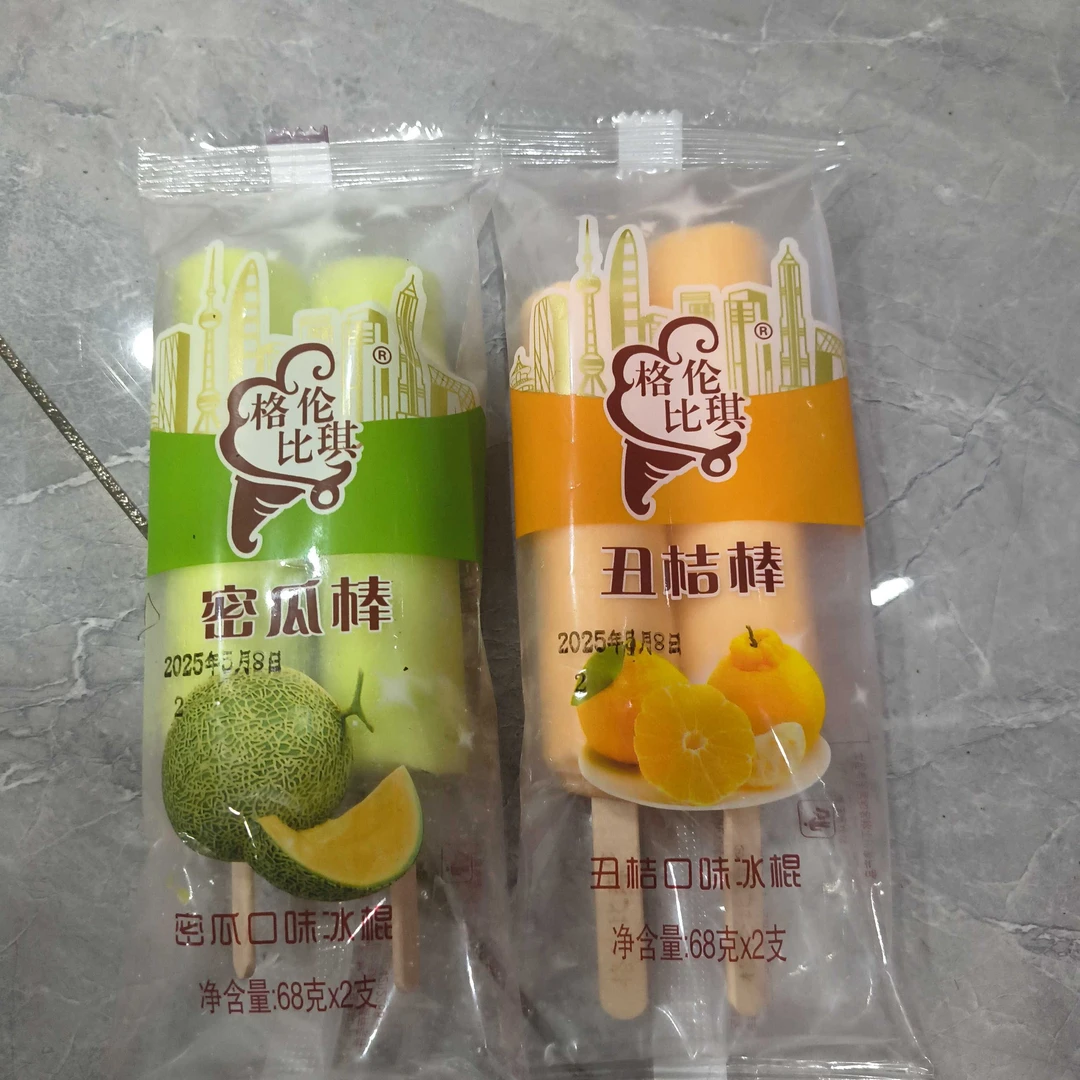 格伦
比琪
®
密瓜棒
2025年5月8日
2
密瓜口味冰棍
净含量:68克x2支
格伦
比琪
®
丑桔棒
2025年5月8日
2
丑桔口味冰棍
净含量:68克x2支